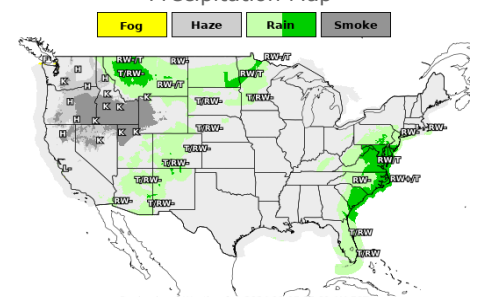 Precipitation Map
Fog Haze Rain Smoke
RW-/T RW- RW-/T
H H T/RW- RW/T
K H RW-/T
H K K T/RW- T/RW-
H K K
H K K K T/RW- RW- RW-
H K T/RW-
L- T/RW- RW/T
T/RW- RW- RW+/T
RW- T/RW-
T/RW
T/RW